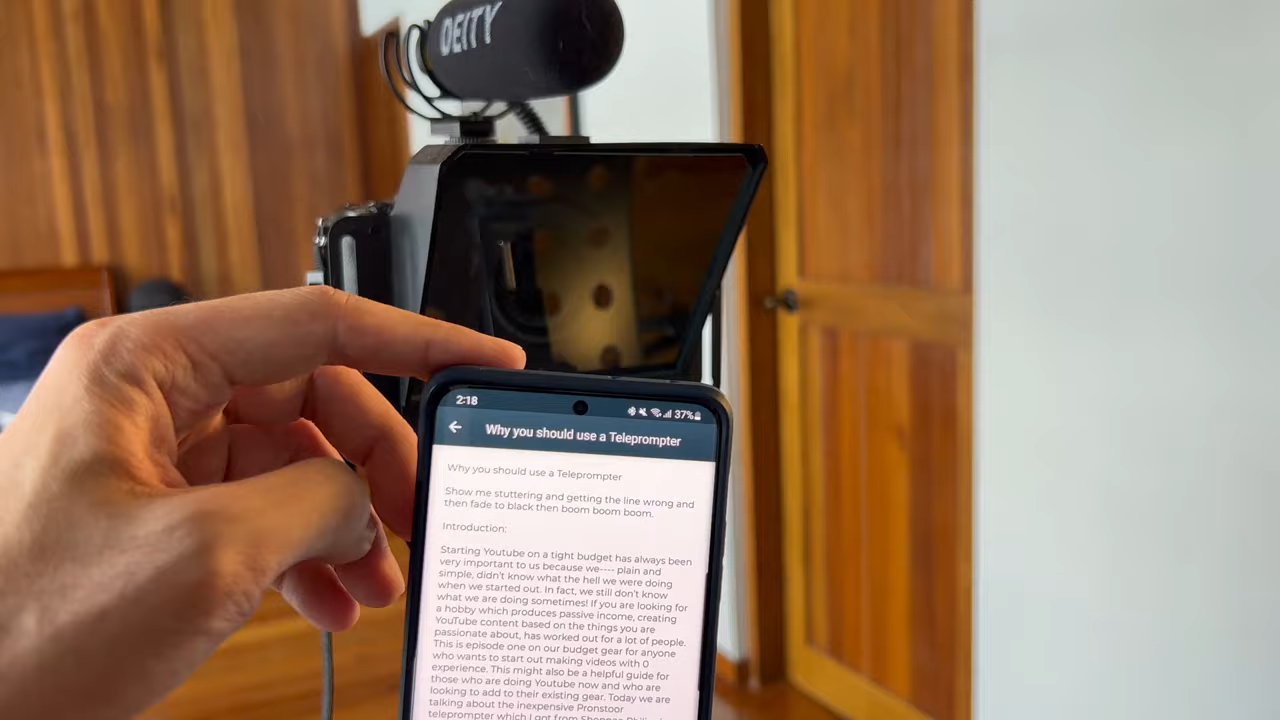 DEITY
2:18
37%
Why you should use a Teleprompter
Why you should use a Teleprompter
Show me stuttering and getting the line wrong and
then fade to black then boom boom boom.
Introduction:
Starting Youtube on a tight budget has always been
very important to us because we---- plain and
simple, didn't know what the hell we were doing
when we started out. In fact, we still don't know
what we are doing sometimes! If you are looking for
a hobby which produces passive income, creating
YouTube content based on the things you are
passionate about, has worked out for a lot of people.
This is episode one on our budget gear for anyone
who wants to start out making videos with 0
experience. This might also be a helpful guide for
those who are doing Youtube now and who are
looking to add to their existing gear. Today we are
talking about the inexpensive Pronstoor
teleprompter which I got from Shopee